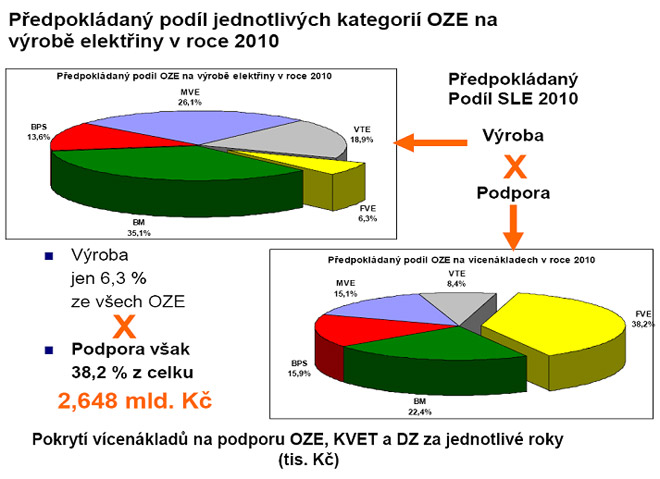 Předpokládaný podíl jednotlivých kategorií OZE na
výrobě elektřiny v roce 2010
Předpokládaný podíl OZE na výrobě elektřiny v roce 2010
MVE
26,1%
BPS
13,6%
VTE
18,9%
FVE
6,3%
BM
35,1%
Předpokládaný
Podíl SLE 2010
Výroba
X
Podpora
Výroba
jen 6,3 %
ze všech OZE
X
Podpora však
38,2 % z celku
2,648 mld. Kč
Předpokládaný podíl OZE na vícenákladech v roce 2010
VTE
8,4%
MVE
15,1%
FVE
38,2%
BPS
15,9%
BM
22,4%
Pokrytí vícenákladů na podporu OZE, KVET a DZ za jednotlivé roky
(tis. Kč)